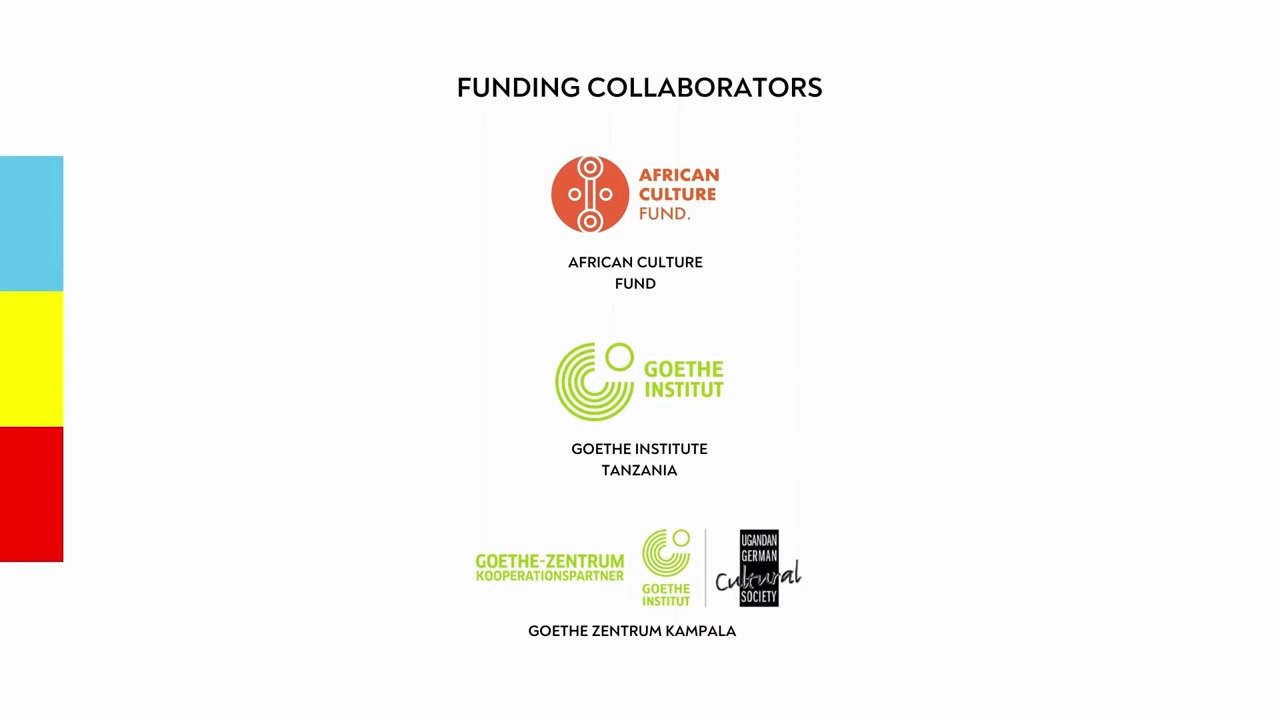 FUNDING COLLABORATORS
AFRICAN
CULTURE
FUND.
AFRICAN CULTURE
FUND
GOETHE
INSTITUT
GOETHE INSTITUTE
TANZANIA
GOETHE-ZENTRUM
KOOPERATIONSPARTNER
GOETHE
INSTITUT
UGANDAN
GERMAN
Cultural
SOCIETY
GOETHE ZENTRUM KAMPALA